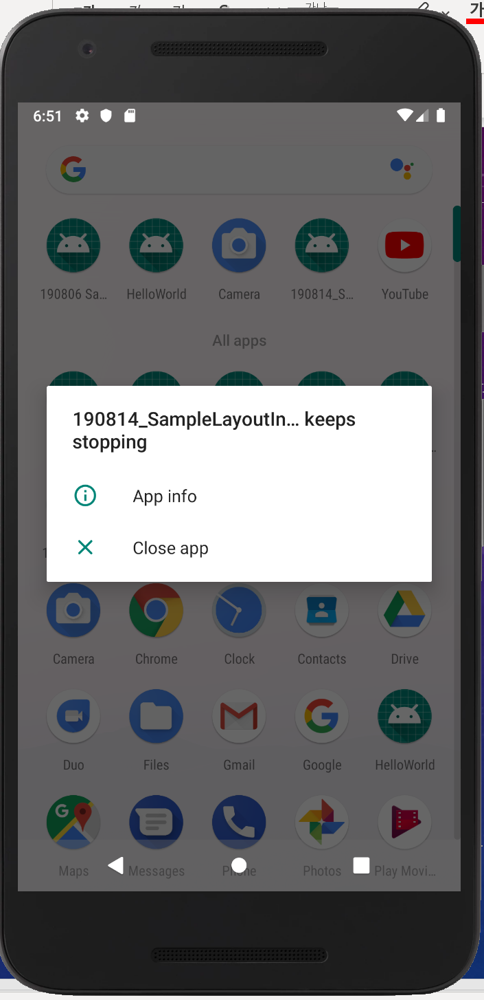 가
6:51
190806 Sa...
HelloWorld
Camera
190814_S...
YouTube
All apps
190814_SampleLayoutIn... keeps
stopping
App info
Close app
Camera
Chrome
Clock
Contacts
Drive
Duo
Files
Gmail
Google
HelloWorld
Maps
Messages
Phone
Photos
Play Movi...